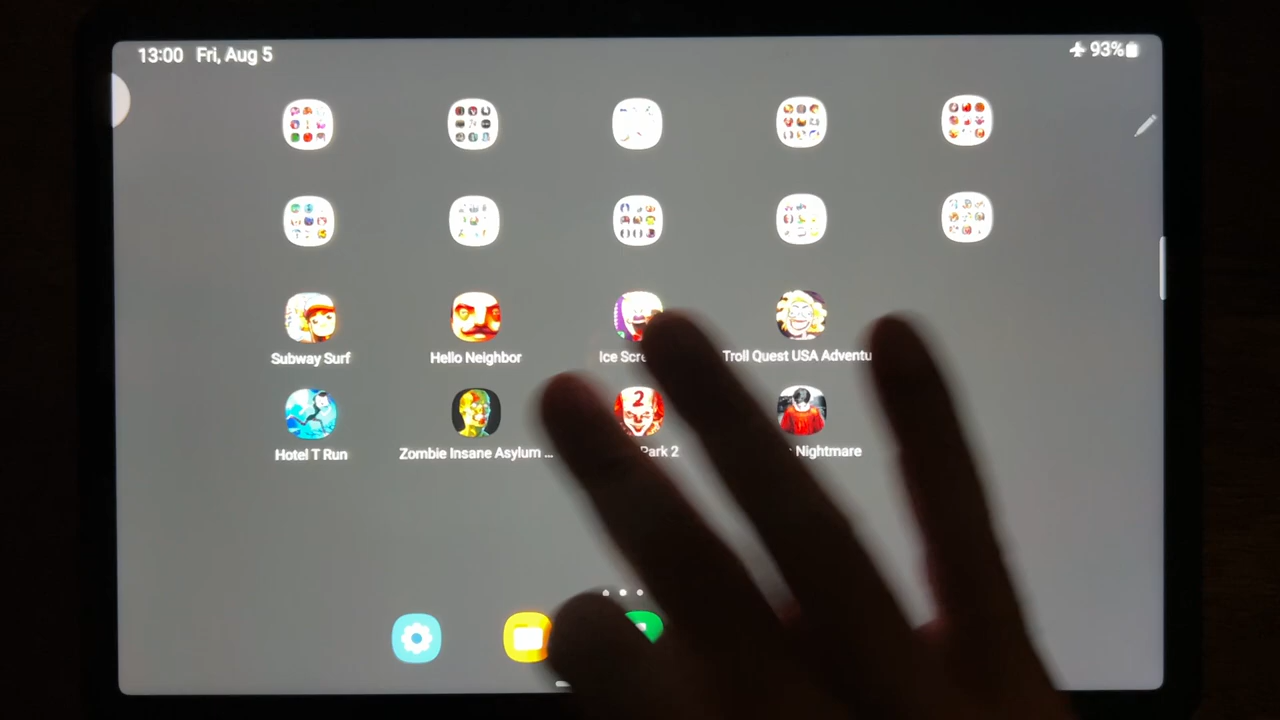 13:00 Fri, Aug 5
93%
Subway Surf
Hello Neighbor
Ice Scre
Troll Quest USA Adventu
Hotel T Run
Zombie Insane Asylum ...
2
Park 2
Nightmare